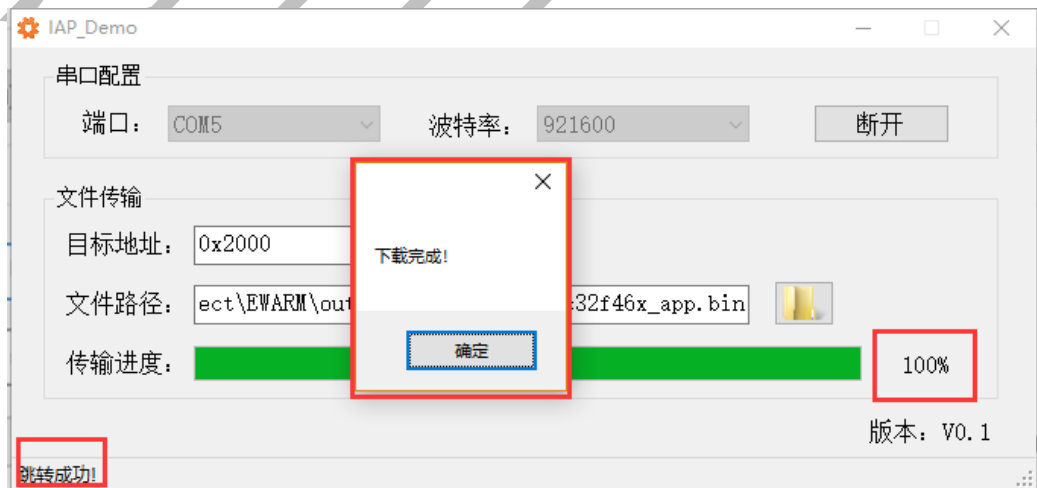 IAP_Demo
串口配置
端口： COM5 波特率： 921600 断开
文件传输
目标地址： 0x2000
下载完成!
文件路径： ect\EWARM\out :32f46x_app.bin
确定
传输进度： 100%
版本：V0.1
跳转成功!